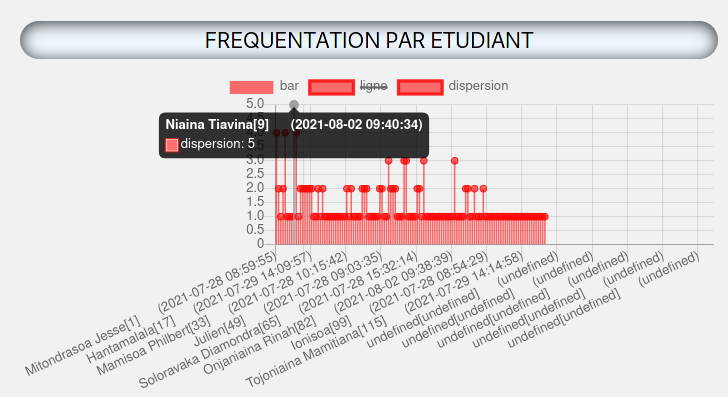 FREQUENTATION PAR ETUDIANT
bar ligne dispersion
5.0
Niaina Tiavina[9] (2021-08-02 09:40:34)
dispersion: 5
3.0
2.5
2.0
1.5
1.0
0.5
0
Mitondrasoa Jesse[1] (2021-07-28 08:59:55)
Hantamalala[17] (2021-07-29 14:09:57)
Mamisoa Philbert[33] (2021-07-28 10:15:42)
Julien[49] (2021-07-28 09:03:35)
Soloravaka Diamondra[65] (2021-07-28 15:32:14)
Onjaniaina Rinah[82] (2021-08-02 09:38:39)
Ionisoa[99] (2021-07-28 08:54:29)
Tojoniaina Mamitiana[115] (2021-07-29 14:14:58)
undefined[undefined] (undefined)
undefined[undefined] (undefined)
undefined[undefined] (undefined)
undefined[undefined] (undefined)
undefined[undefined] (undefined)